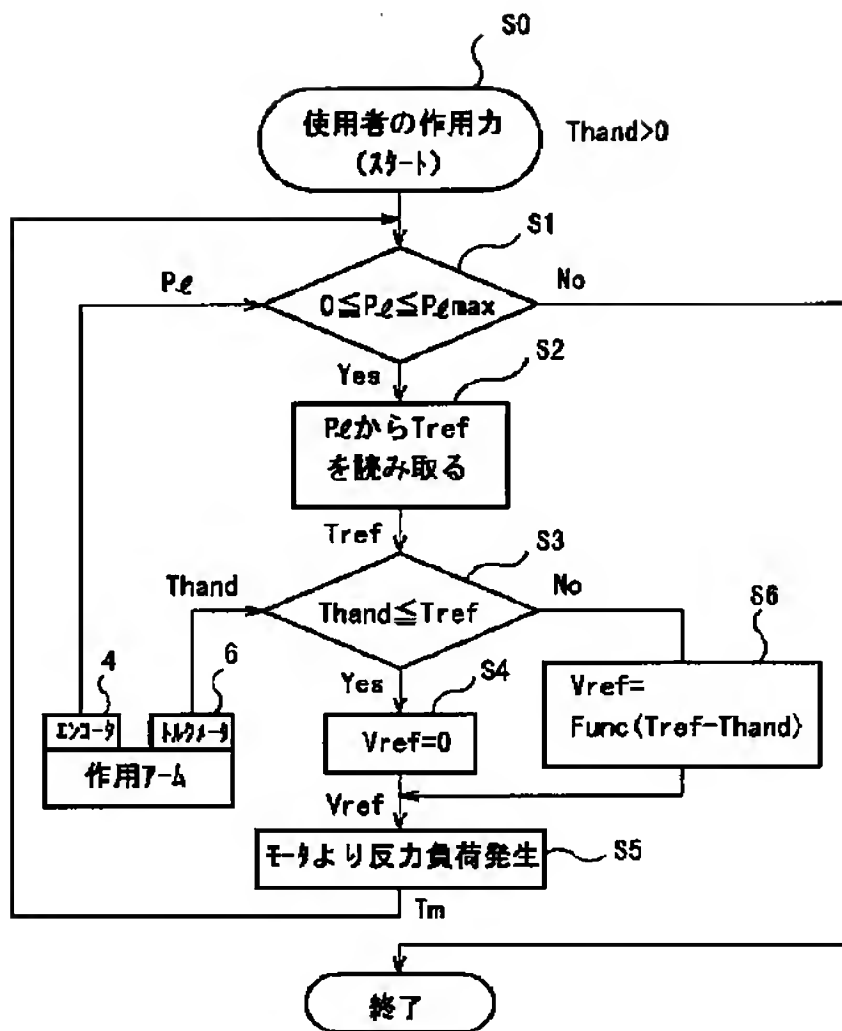 S0
使用者の作用力
(スタート)
Thand>0
S1
Pℓ
0≦Pℓ≦Pℓmax
No
Yes
S2
PℓからTref
を読み取る
Tref
S3
Thand
Thand≦Tref
No
S6
Yes
S4
4
6
エンコータ
トルクメータ
作用アーム
Vref=0
Vref=
Func(Tref-Thand)
Vref
モータより反力負荷発生
S5
Tm
終了